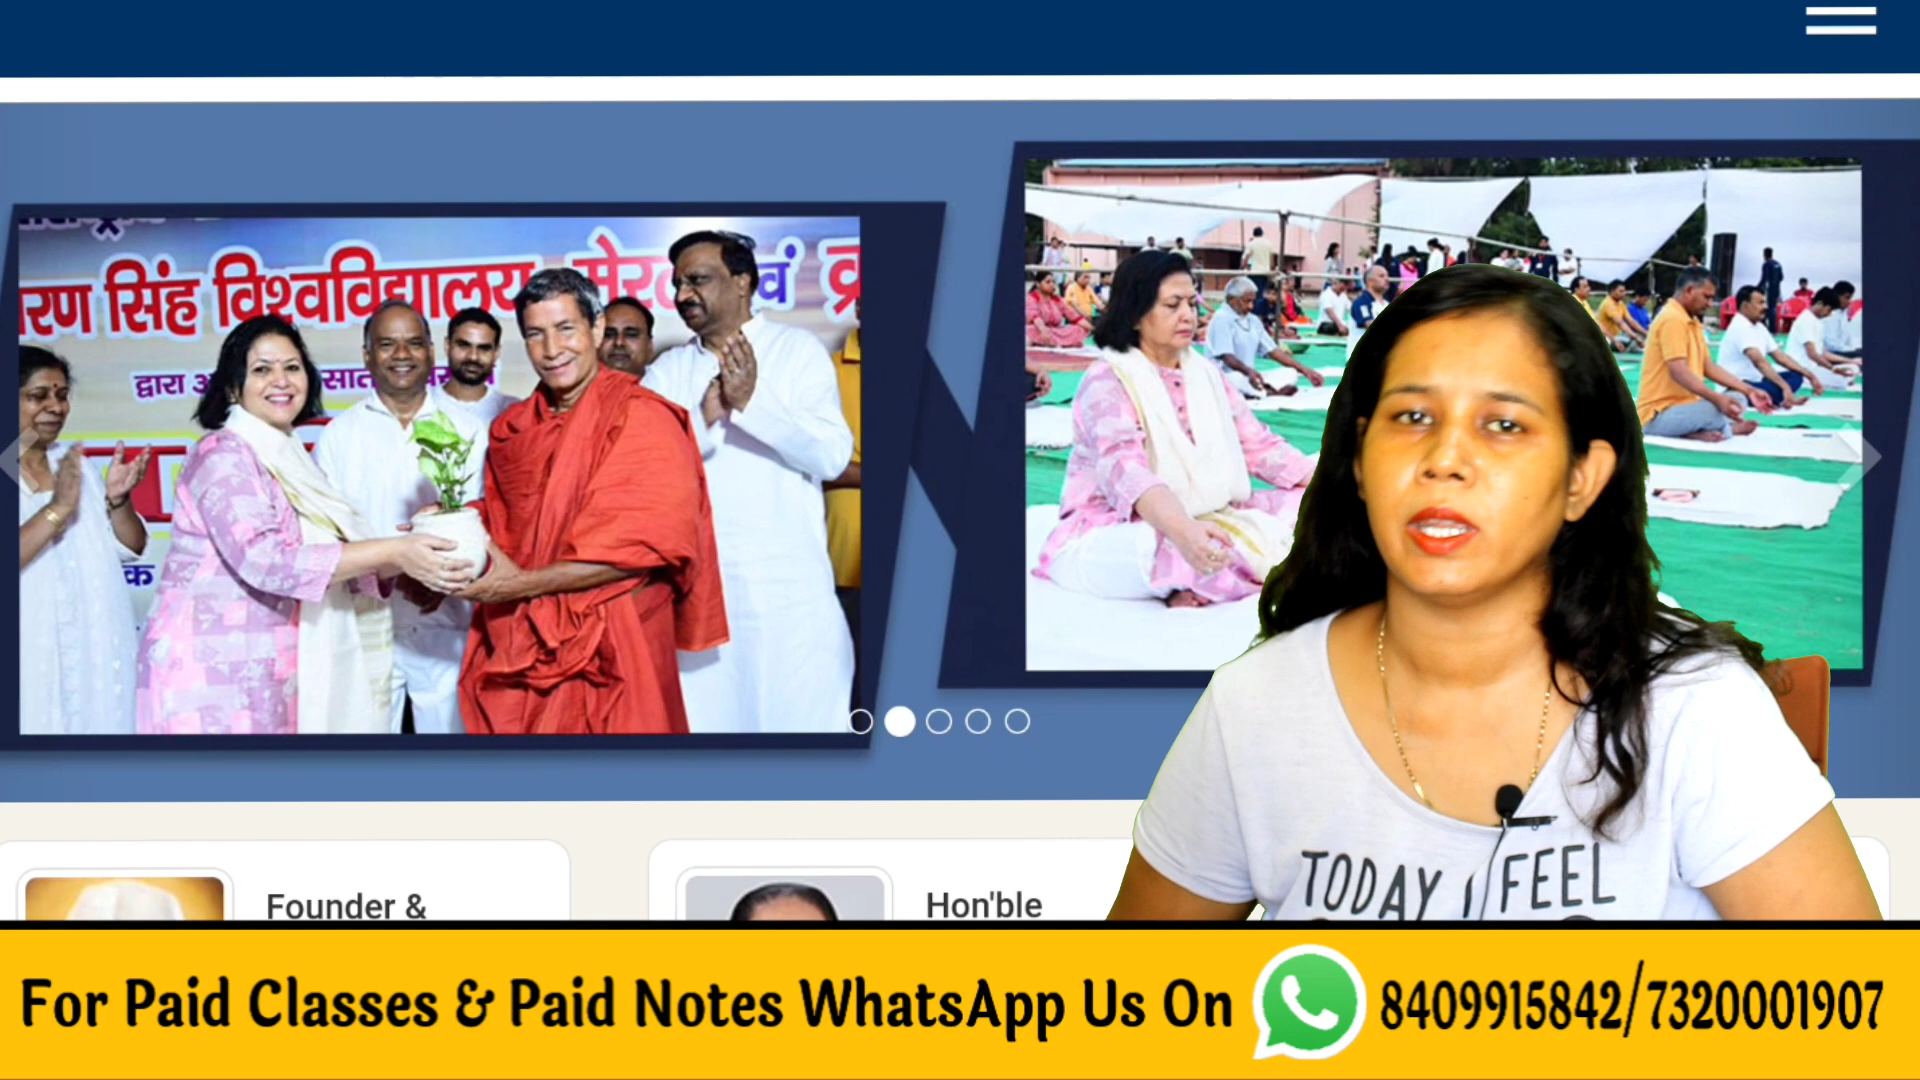 रण सिंह विश्वविद्यालय
द्वारा
Founder &
Hon'ble
TODAY I FEEL
For Paid Classes & Paid Notes WhatsApp Us On 8409915842/7320001907